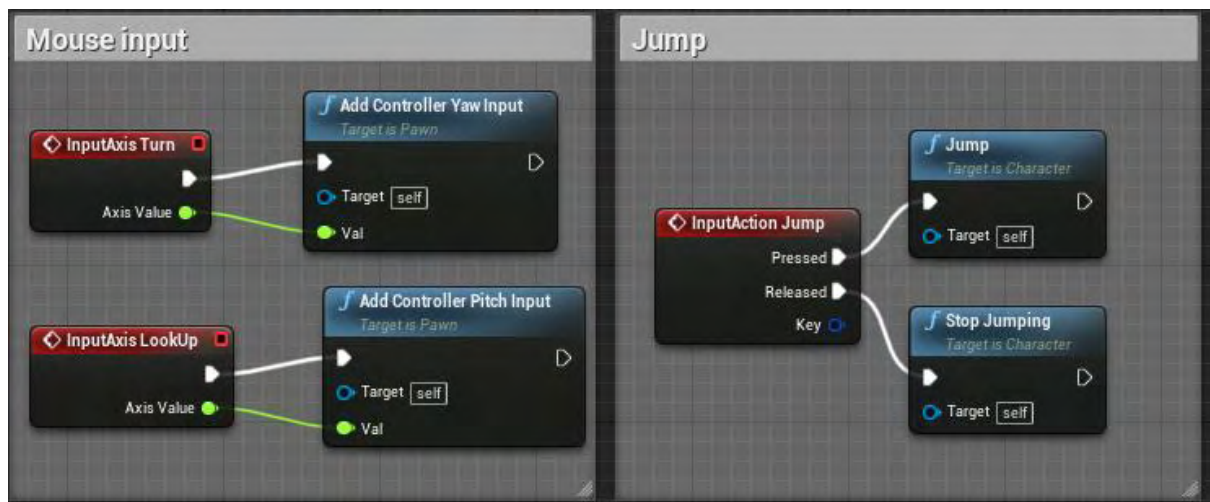 Mouse input
InputAxis Turn
Axis Value
Add Controller Yaw Input
Target is Pawn
Target self
Val
InputAxis LookUp
Axis Value
Add Controller Pitch Input
Target is Pawn
Target self
Val
Jump
InputAction Jump
Pressed
Released
Key
Jump
Target is Character
Target self
Stop Jumping
Target is Character
Target self